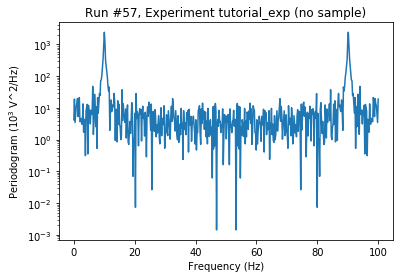 Run #57, Experiment tutorial_exp (no sample)
Periodogram (10³ V^2/Hz)
10³
10²
10¹
10⁰
10⁻¹
10⁻²
10⁻³
0 20 40 60 80 100
Frequency (Hz)